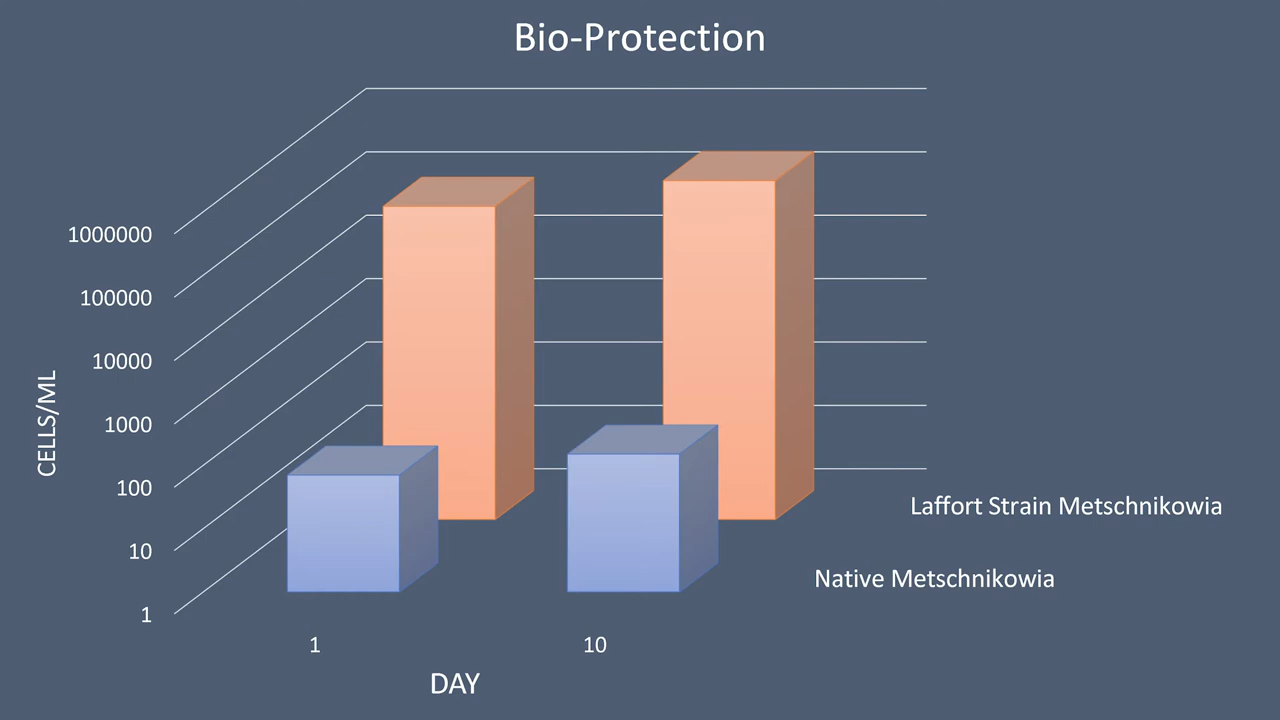 Bio-Protection
1000000
100000
10000
1000
100
10
1
CELLS/ML
Laffort Strain Metschnikowia
Native Metschnikowia
1
10
DAY